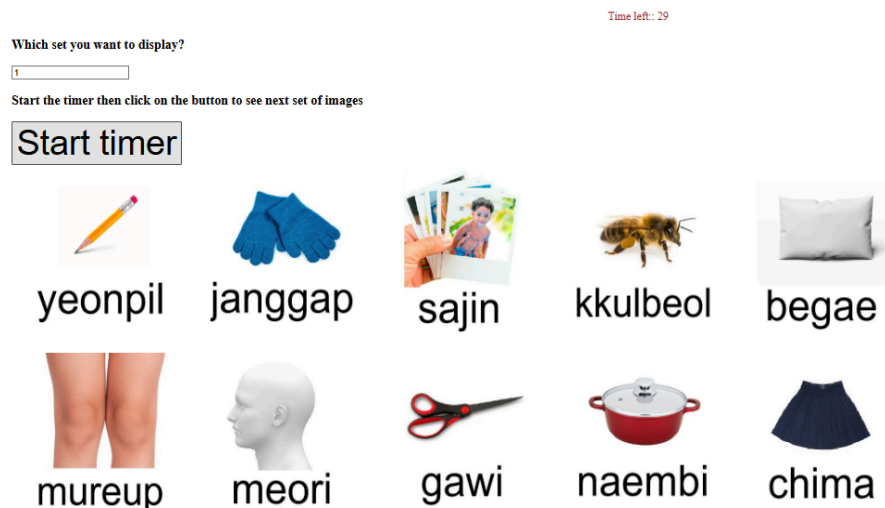 Time left:: 29
Which set you want to display?
1
Start the timer then click on the button to see next set of images
Start timer
yeonpil janggap sajin kkulbeol begae
mureup meori gawi naembi chima